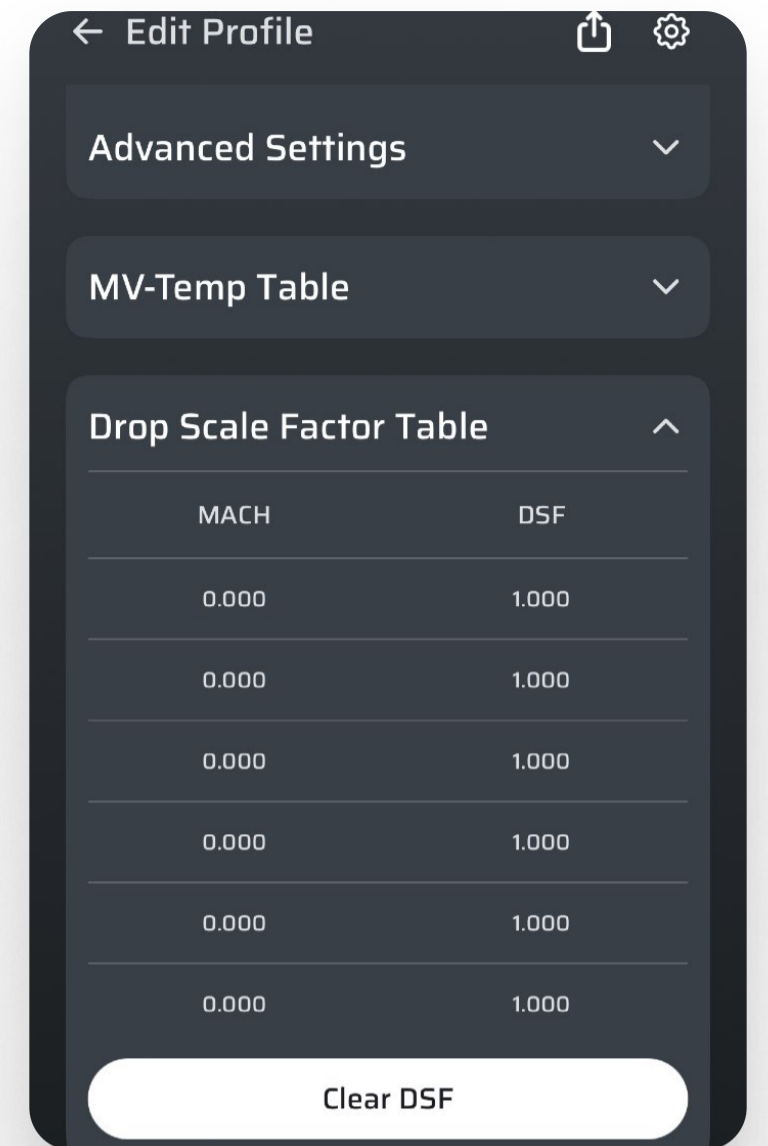 Edit Profile
Advanced Settings
MV-Temp Table
Drop Scale Factor Table
MACH DSF
0.000 1.000
0.000 1.000
0.000 1.000
0.000 1.000
0.000 1.000
0.000 1.000
Clear DSF